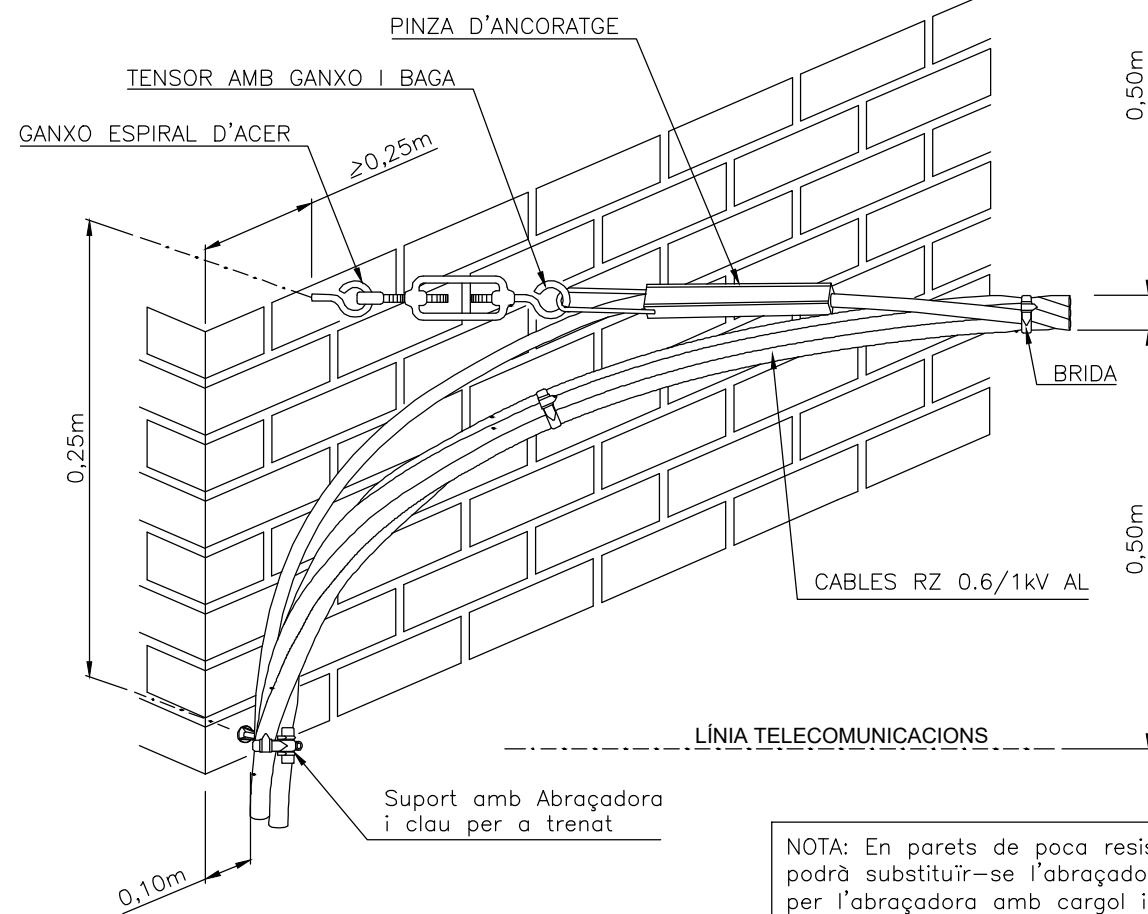 PINZA D'ANCORATGE
TENSOR AMB GANXO I BAGA
GANXO ESPIRAL D'ACER
≥0,25m
0,50m
0,25m
BRIDA
0,50m
CABLES RZ 0.6/1kV AL
LÍNIA TELECOMUNICACIONS
Suport amb Abraçadora
i clau per a trenat
0,10m
NOTA: En parets de poca
podrà substituïr-se
per l'abraçadora amb cargol i